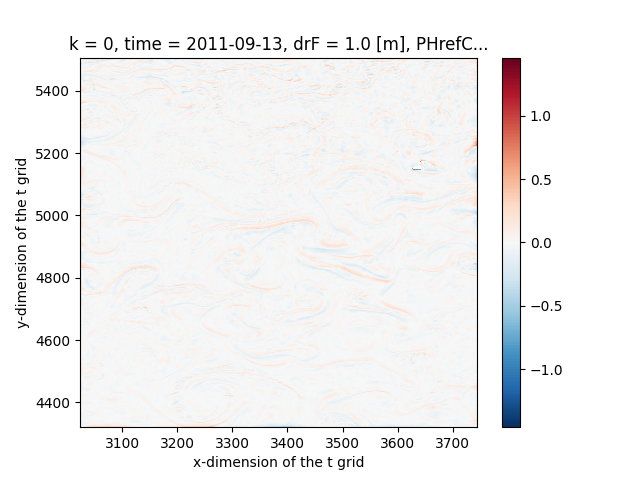 k = 0, time = 2011-09-13, drF = 1.0 [m], PHrefC...
5400
5200
5000
4800
4600
4400
y-dimension of the t grid
3100 3200 3300 3400 3500 3600 3700
x-dimension of the t grid
1.0
0.5
0.0
−0.5
−1.0